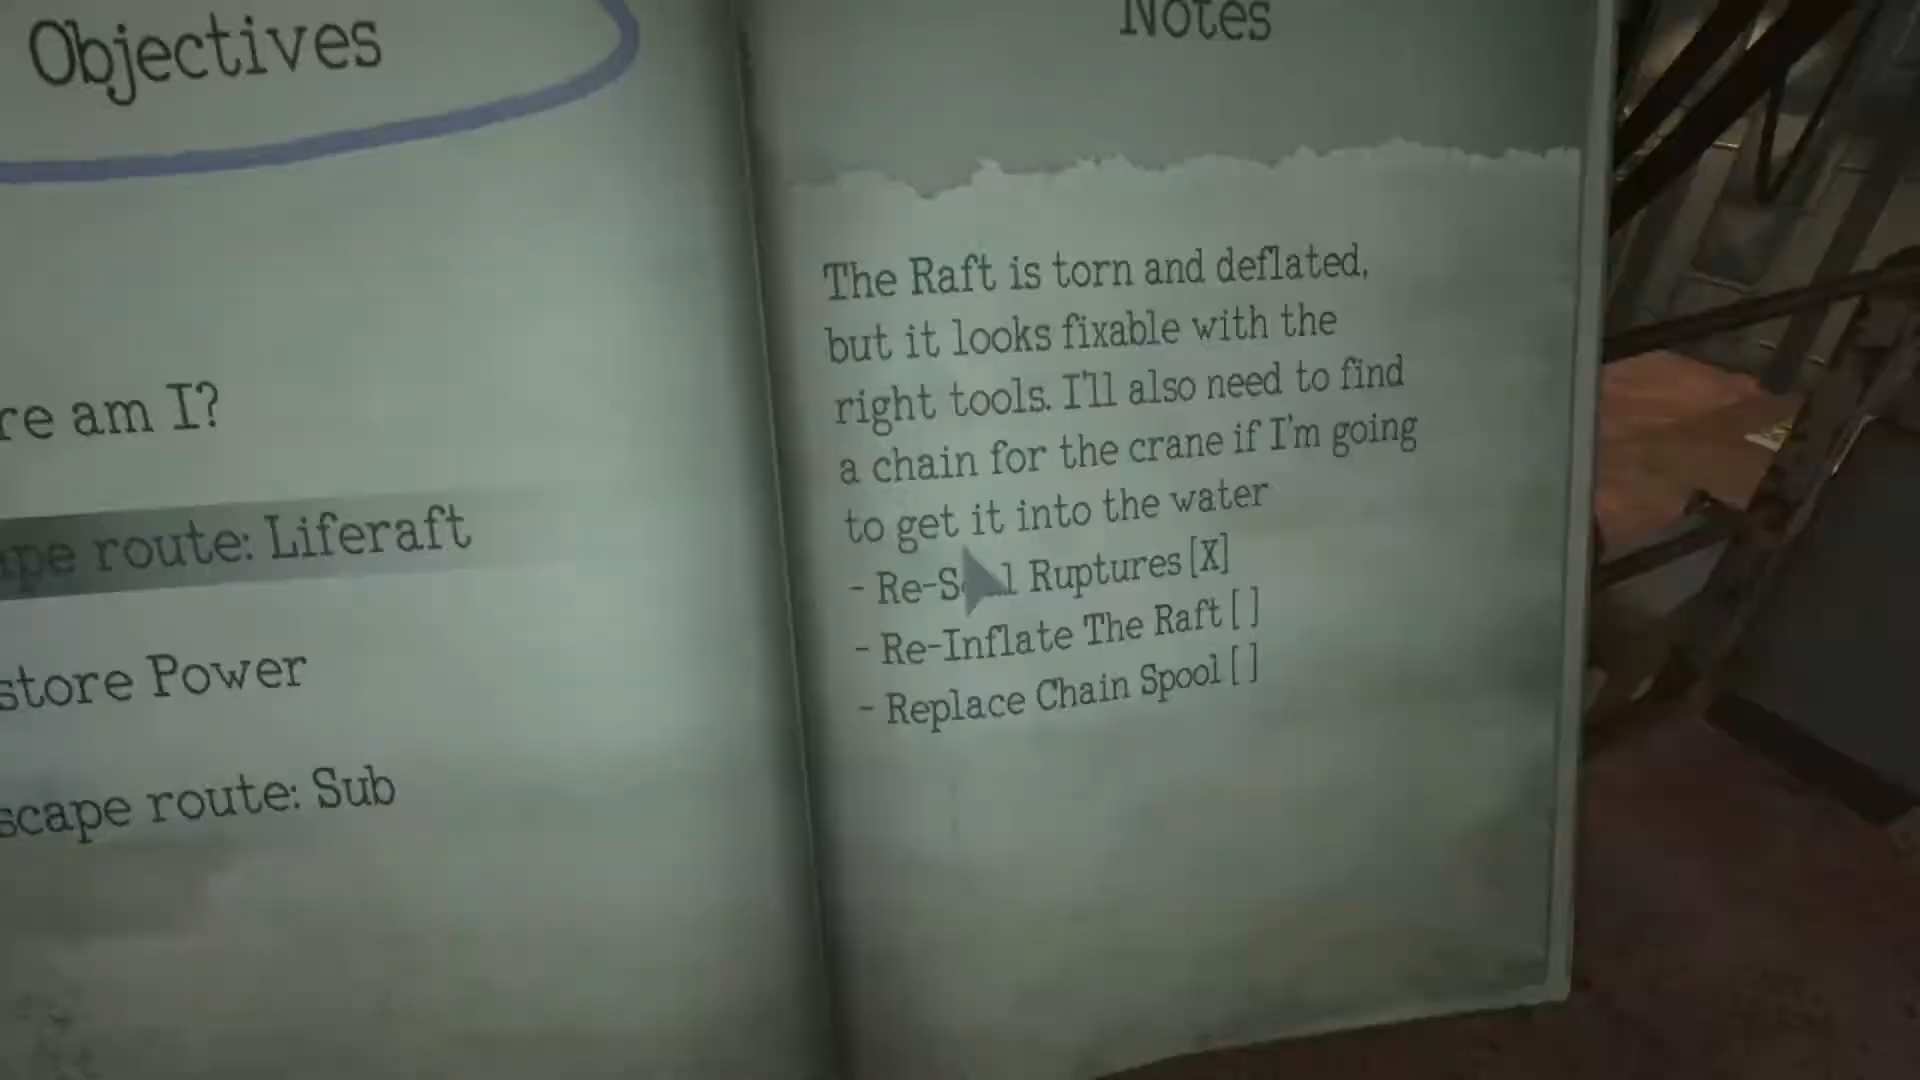 Objectives
re am I?
ape route: Liferaft
store Power
scape route: Sub
Notes
The Raft is torn and deflated,
but it looks fixable with the
right tools. I'll also need to find
a chain for the crane if I'm going
to get it into the water
- Ruptures [X]
- Re-Inflate The Raft [ ]
- Replace Chain Spool [ ]